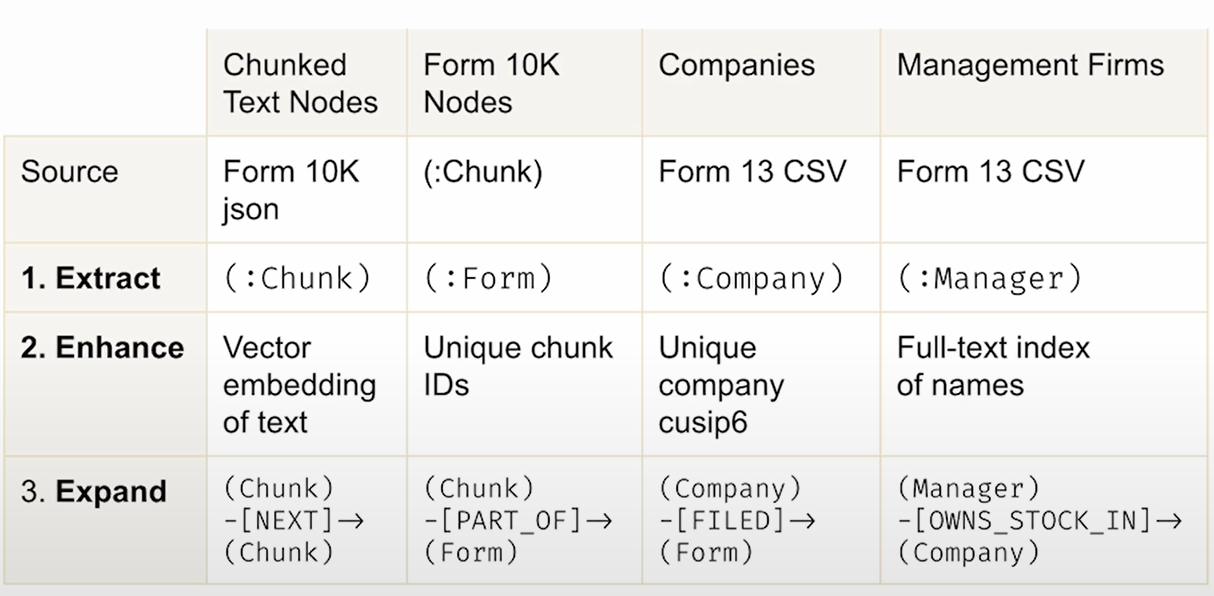 Chunked
Text Nodes
Form 10K
Nodes
Companies
Management Firms
Source
Form 10K
json
(:Chunk)
Form 13 CSV
Form 13 CSV
1. Extract
(:Chunk)
(:Form)
(:Company)
(:Manager)
2. Enhance
Vector
embedding
of text
Unique chunk
IDs
Unique
company
cusip6
Full-text index
of names
3. Expand
(Chunk)
-[NEXT]→
(Chunk)
(Chunk)
-[PART_OF]→
(Form)
(Company)
-[FILED]→
(Form)
(Manager)
-[OWNS_STOCK_IN]→
(Company)